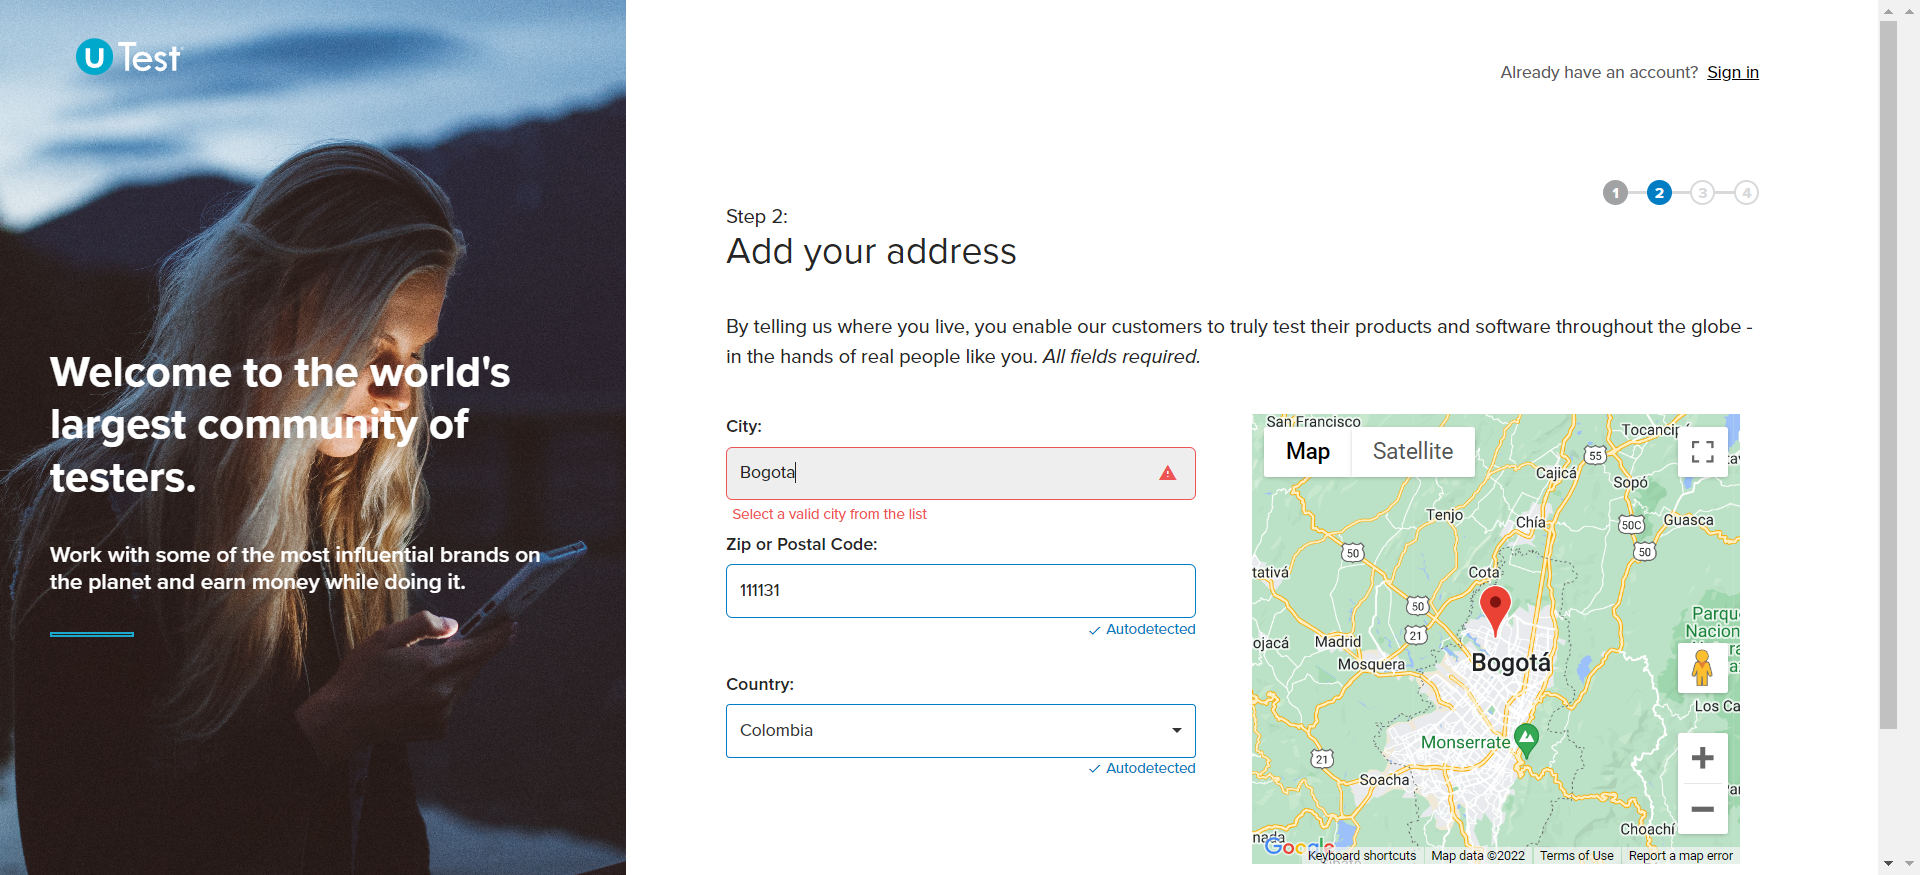 U Test
Welcome to the world's
largest community of
testers.
Work with some of the most influential brands on
the planet and earn money while doing it.
Already have an account? Sign in
1 2 3 4
Step 2:
Add your address
By telling us where you live, you enable our customers to truly test their products and software throughout the globe -
in the hands of real people like you. All fields required.
City:
Bogota
Select a valid city from the list
Zip or Postal Code:
111131
Autodetected
Country:
Colombia
Autodetected
San Francisco
Map Satellite
55
Cajicá
Sopó
Tenjo
Chía
50C
Guasca
50
50
tativá
Cota
50
21
ojacá
Madrid
Mosquera
Bogotá
Parqu
Nacion
Los Ca
Monserrate
21
Soacha
Choachí
nada
Google
Keyboard shortcuts Map data ©2022 Terms of Use Report a map error